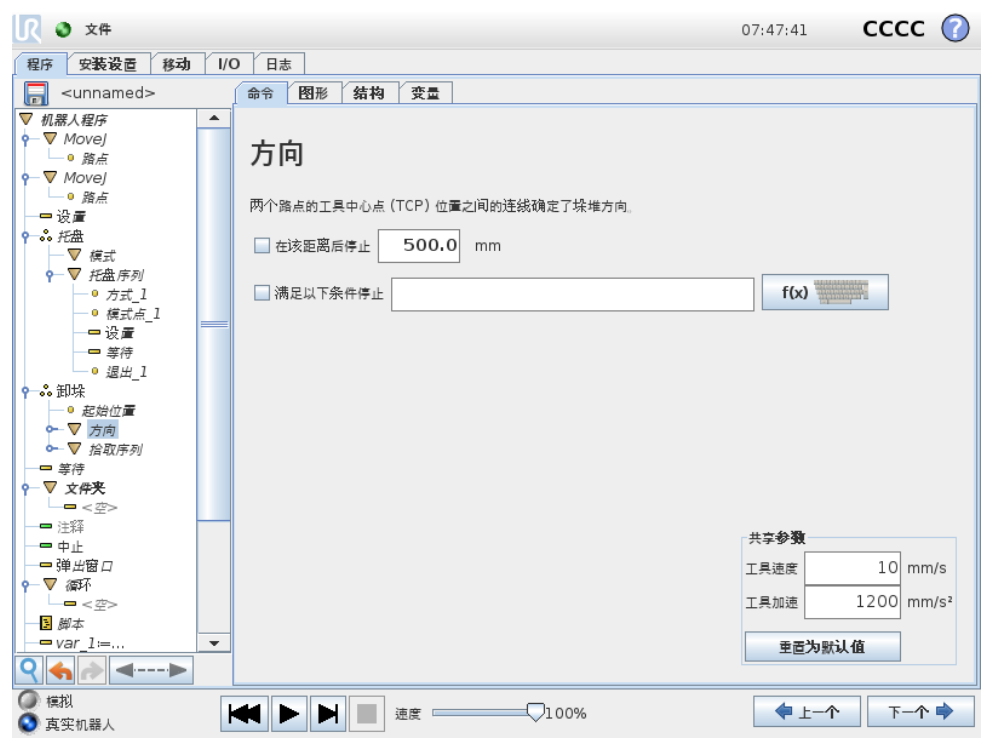 UR 文件 07:47:41 CCCC ?
程序 安装设置 移动 I/O 日志
<unnamed>
命令 图形 结构 变量
机器人程序
MoveJ
路点
MoveJ
路点
设置
托盘
模式
托盘序列
方式_1
模式点_1
设置
等待
退出_1
卸垛
起始位置
方向
拾取序列
等待
文件夹
<空>
注释
中止
弹出窗口
循环
<空>
脚本
var_1:=...
方向
两个路点的工具中心点 (TCP) 位置之间的连线确定了垛堆方向.
在该距离后停止 500.0 mm
满足以下条件停止 f(x)
共享参数
工具速度 10 mm/s
工具加速 1200 mm/s²
重置为默认值
模拟
真实机器人
速度 100%
上一个 下一个